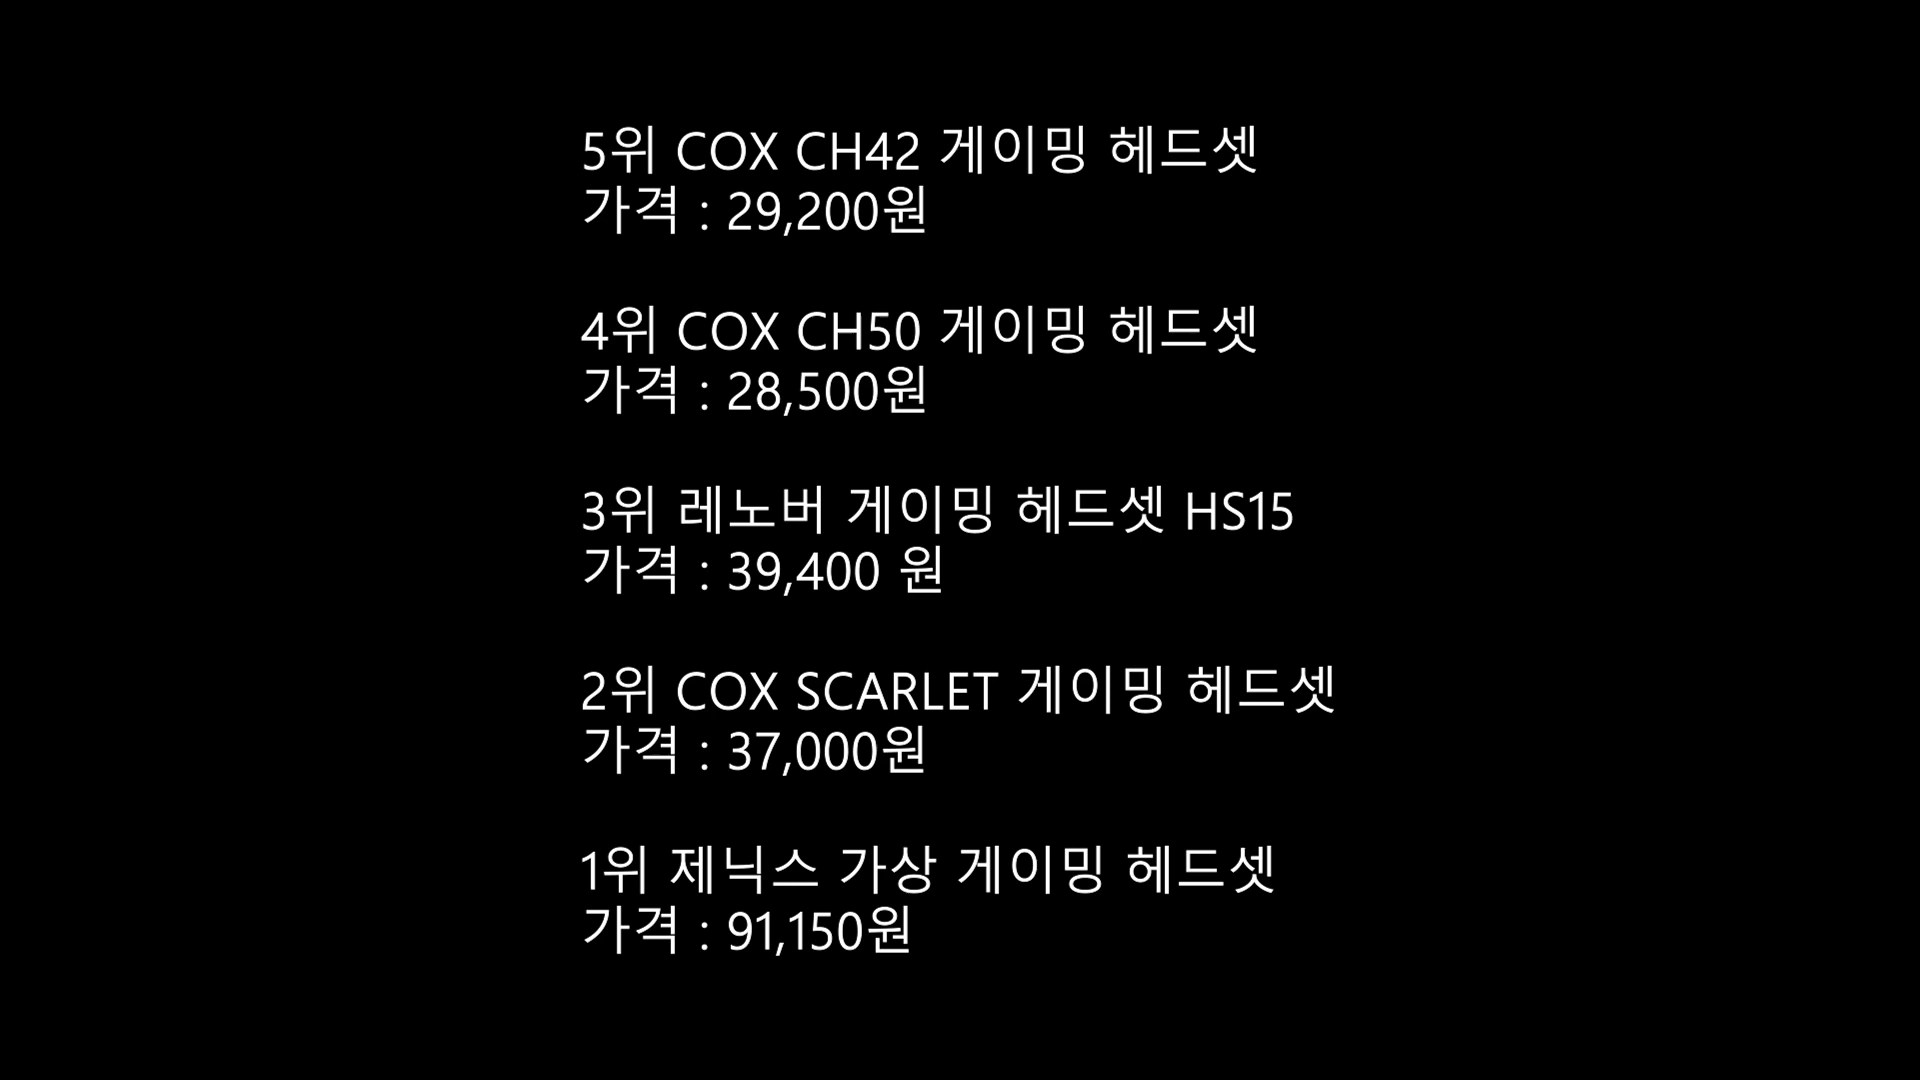 5위 COX CH42 게이밍 헤드셋
가격 : 29,200원
4위 COX CH50 게이밍 헤드셋
가격 : 28,500원
3위 레노버 게이밍 헤드셋 HS15
가격 : 39,400 원
2위 COX SCARLET 게이밍 헤드셋
가격 : 37,000원
1위 제닉스 가상 게이밍 헤드셋
가격 : 91,150원